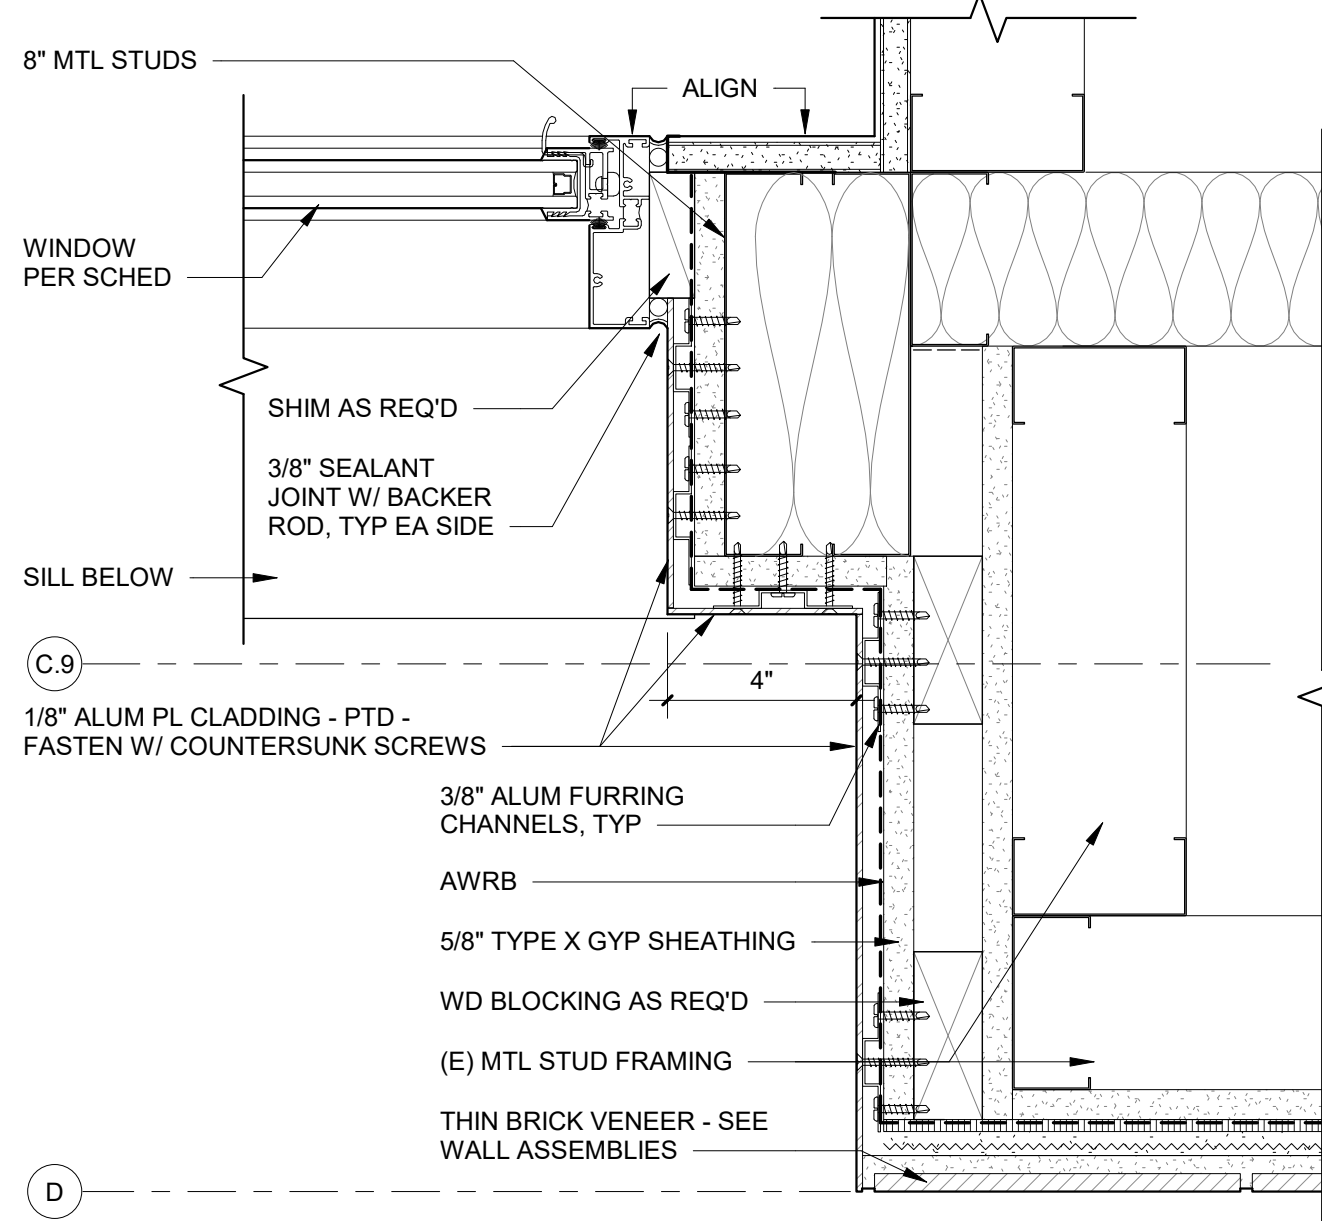 8" MTL STUDS
ALIGN
WINDOW
PER SCHED
SHIM AS REQ'D
3/8" SEALANT
JOINT W/ BACKER
ROD, TYP EA SIDE
SILL BELOW
C.9
4"
1/8" ALUM PL CLADDING - PTD -
FASTEN W/ COUNTERSUNK SCREWS
3/8" ALUM FURRING
CHANNELS, TYP
AWRB
5/8" TYPE X GYP SHEATHING
WD BLOCKING AS REQ'D
(E) MTL STUD FRAMING
THIN BRICK VENEER - SEE
WALL ASSEMBLIES
D